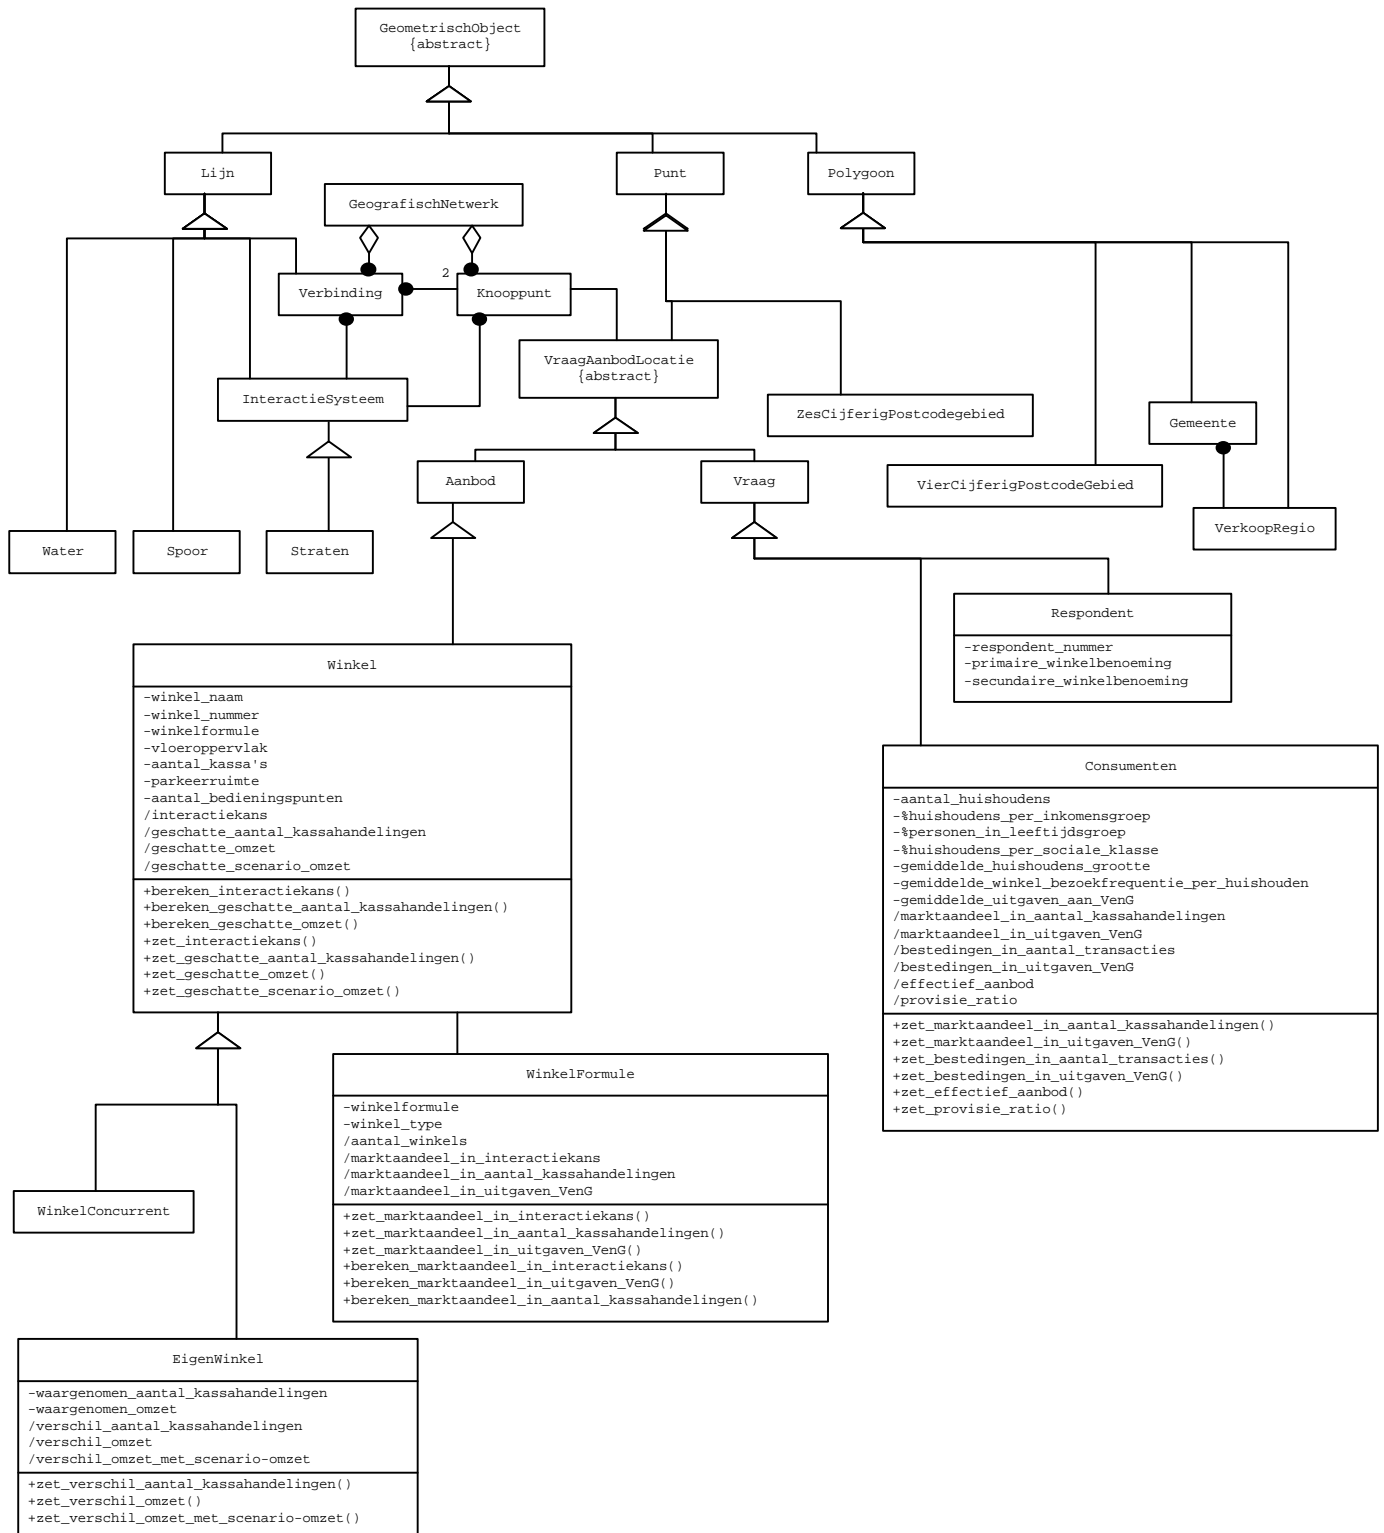 GeometrischObject
{abstract}
Lijn
Punt
Polygoon
GeografischNetwerk
2
Verbinding
Knooppunt
VraagAanbodLocatie
{abstract}
InteractieSysteem
ZesCijferigPostcodegebied
Gemeente
Aanbod
Vraag
VierCijferigPostcodeGebied
VerkoopRegio
Water
Spoor
Straten
Respondent
-respondent_nummer
-primaire_winkelbenoeming
-secundaire_winkelbenoeming
Winkel
-winkel_naam
-winkel_nummer
-winkelformule
-vloeroppervlak
-aantal_kassa's
-parkeerruimte
-aantal_bedieningspunten
/interactiekans
/geschatte_aantal_kassahandelingen
/geschatte_omzet
/geschatte_scenario_omzet
+bereken_interactiekans()
+bereken_geschatte_aantal_kassahandelingen()
+bereken_geschatte_omzet()
+zet_interactiekans()
+zet_geschatte_aantal_kassahandelingen()
+zet_geschatte_omzet()
+zet_geschatte_scenario_omzet()
Consumenten
-aantal_huishoudens
-%huishoudens_per_inkomensgroep
-%personen_in_leeftijdsgroep
-%huishoudens_per_sociale_klasse
-gemiddelde_huishoudens_grootte
-gemiddelde_winkel_bezoekfrequentie_per_huishouden
-gemiddelde_uitgaven_aan_VenG
/marktaandeel_in_aantal_kassahandelingen
/marktaandeel_in_uitgaven_VenG
/bestedingen_in_aantal_transacties
/bestedingen_in_uitgaven_VenG
/effectief_aanbod
/provisie_ratio
+zet_marktaandeel_in_aantal_kassahandelingen()
+zet_marktaandeel_in_uitgaven_VenG()
+zet_bestedingen_in_aantal_transacties()
+zet_bestedingen_in_uitgaven_VenG()
+zet_effectief_aanbod()
+zet_provisie_ratio()
WinkelFormule
-winkelformule
-winkel_type
/aantal_winkels
/marktaandeel_in_interactiekans
/marktaandeel_in_aantal_kassahandelingen
/marktaandeel_in_uitgaven_VenG
+zet_marktaandeel_in_interactiekans()
+zet_marktaandeel_in_aantal_kassahandelingen()
+zet_marktaandeel_in_uitgaven_VenG()
+bereken_marktaandeel_in_interactiekans()
+bereken_marktaandeel_in_uitgaven_VenG()
+bereken_marktaandeel_in_aantal_kassahandelingen()
WinkelConcurrent
EigenWinkel
-waargenomen_aantal_kassahandelingen
-waargenomen_omzet
/verschil_aantal_kassahandelingen
/verschil_omzet
/verschil_omzet_met_scenario-omzet
+zet_verschil_aantal_kassahandelingen()
+zet_verschil_omzet()
+zet_verschil_omzet_met_scenario-omzet()